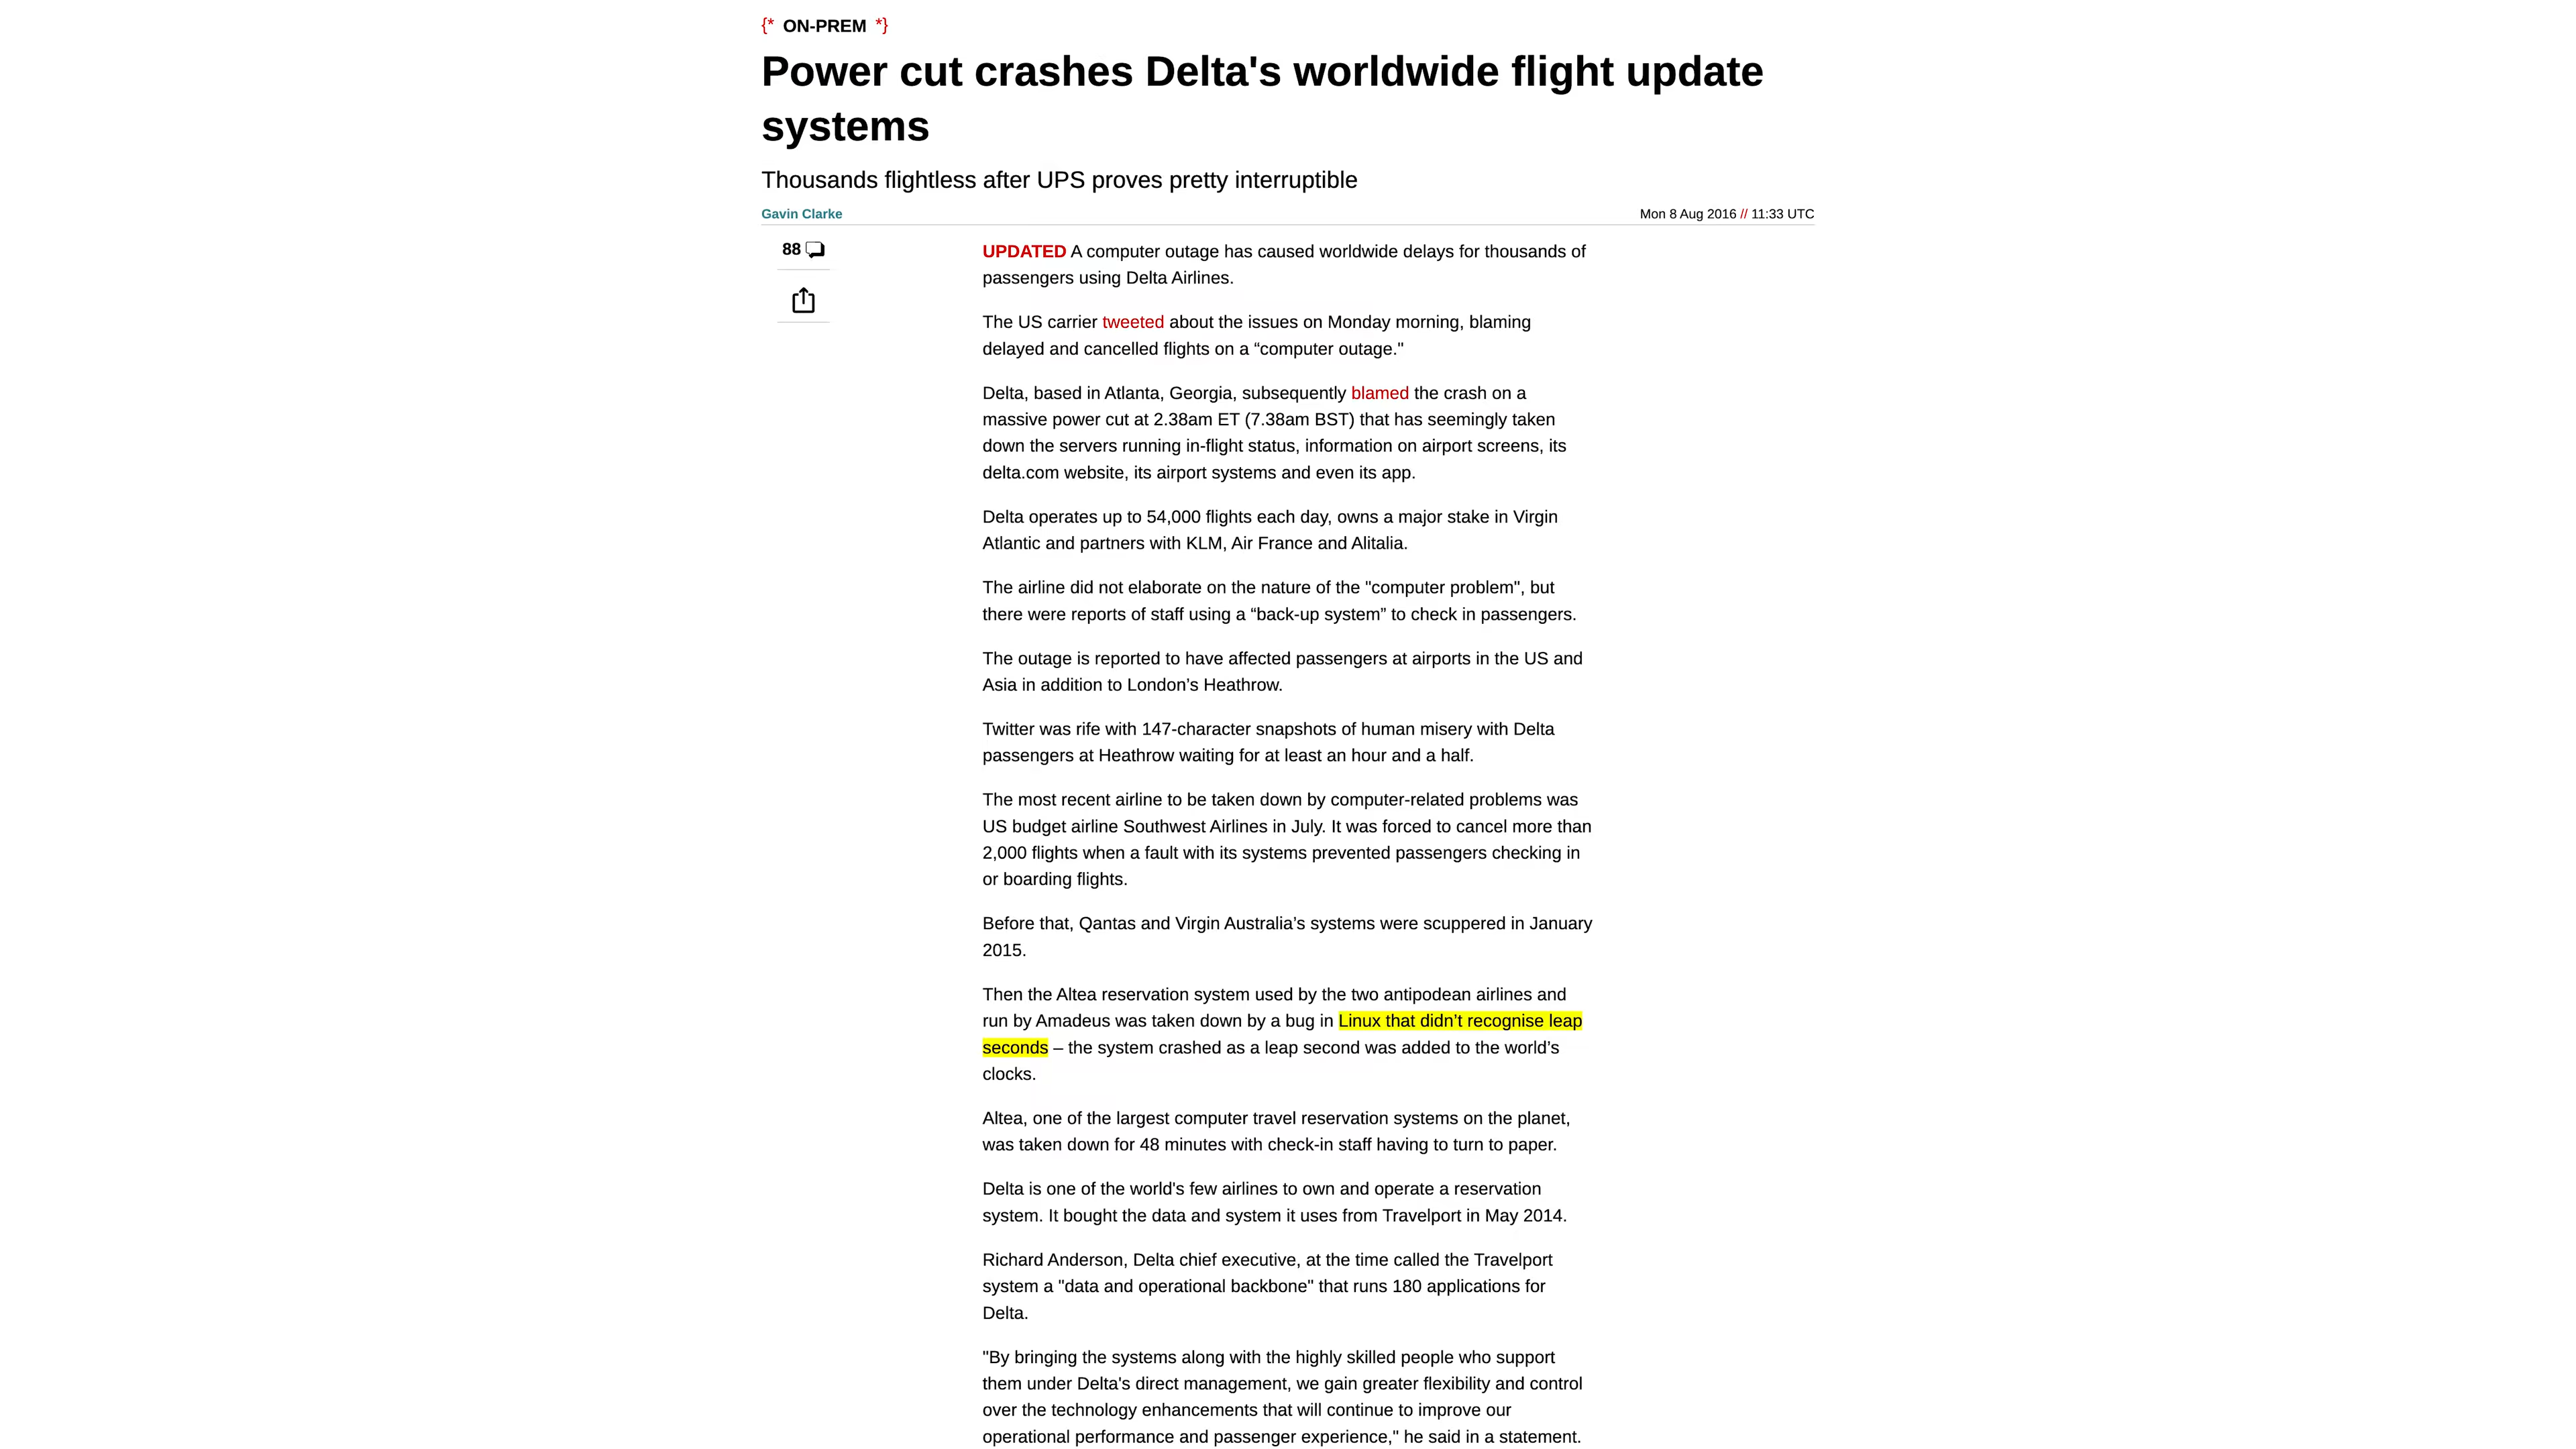 {* ON-PREM *}
Power cut crashes Delta's worldwide flight update
systems
Thousands flightless after UPS proves pretty interruptible
Gavin Clarke
Mon 8 Aug 2016 // 11:33 UTC
88
UPDATED A computer outage has caused worldwide delays for thousands of
passengers using Delta Airlines.
The US carrier tweeted about the issues on Monday morning, blaming
delayed and cancelled flights on a “computer outage."
Delta, based in Atlanta, Georgia, subsequently blamed the crash on a
massive power cut at 2.38am ET (7.38am BST) that has seemingly taken
down the servers running in-flight status, information on airport screens, its
delta.com website, its airport systems and even its app.
Delta operates up to 54,000 flights each day, owns a major stake in Virgin
Atlantic and partners with KLM, Air France and Alitalia.
The airline did not elaborate on the nature of the "computer problem", but
there were reports of staff using a “back-up system” to check in passengers.
The outage is reported to have affected passengers at airports in the US and
Asia in addition to London’s Heathrow.
Twitter was rife with 147-character snapshots of human misery with Delta
passengers at Heathrow waiting for at least an hour and a half.
The most recent airline to be taken down by computer-related problems was
US budget airline Southwest Airlines in July. It was forced to cancel more than
2,000 flights when a fault with its systems prevented passengers checking in
or boarding flights.
Before that, Qantas and Virgin Australia’s systems were scuppered in January
2015.
Then the Altea reservation system used by the two antipodean airlines and
run by Amadeus was taken down by a bug in Linux that didn’t recognise leap
seconds – the system crashed as a leap second was added to the world’s
clocks.
Altea, one of the largest computer travel reservation systems on the planet,
was taken down for 48 minutes with check-in staff having to turn to paper.
Delta is one of the world's few airlines to own and operate a reservation
system. It bought the data and system it uses from Travelport in May 2014.
Richard Anderson, Delta chief executive, at the time called the Travelport
system a "data and operational backbone" that runs 180 applications for
Delta.
"By bringing the systems along with the highly skilled people who support
them under Delta's direct management, we gain greater flexibility and control
over the technology enhancements that will continue to improve our
operational performance and passenger experience," he said in a statement.